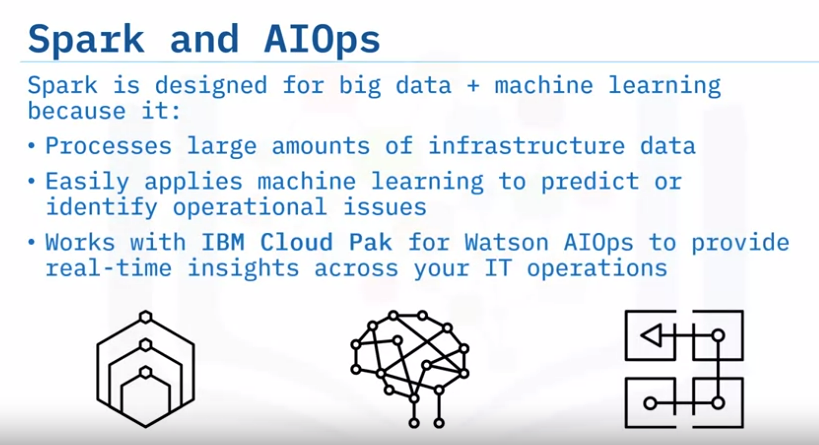 Spark and AIOps
Spark is designed for big data + machine learning
because it:
• Processes large amounts of infrastructure data
• Easily applies machine learning to predict or
identify operational issues
• Works with IBM Cloud Pak for Watson AIOps to provide
real-time insights across your IT operations